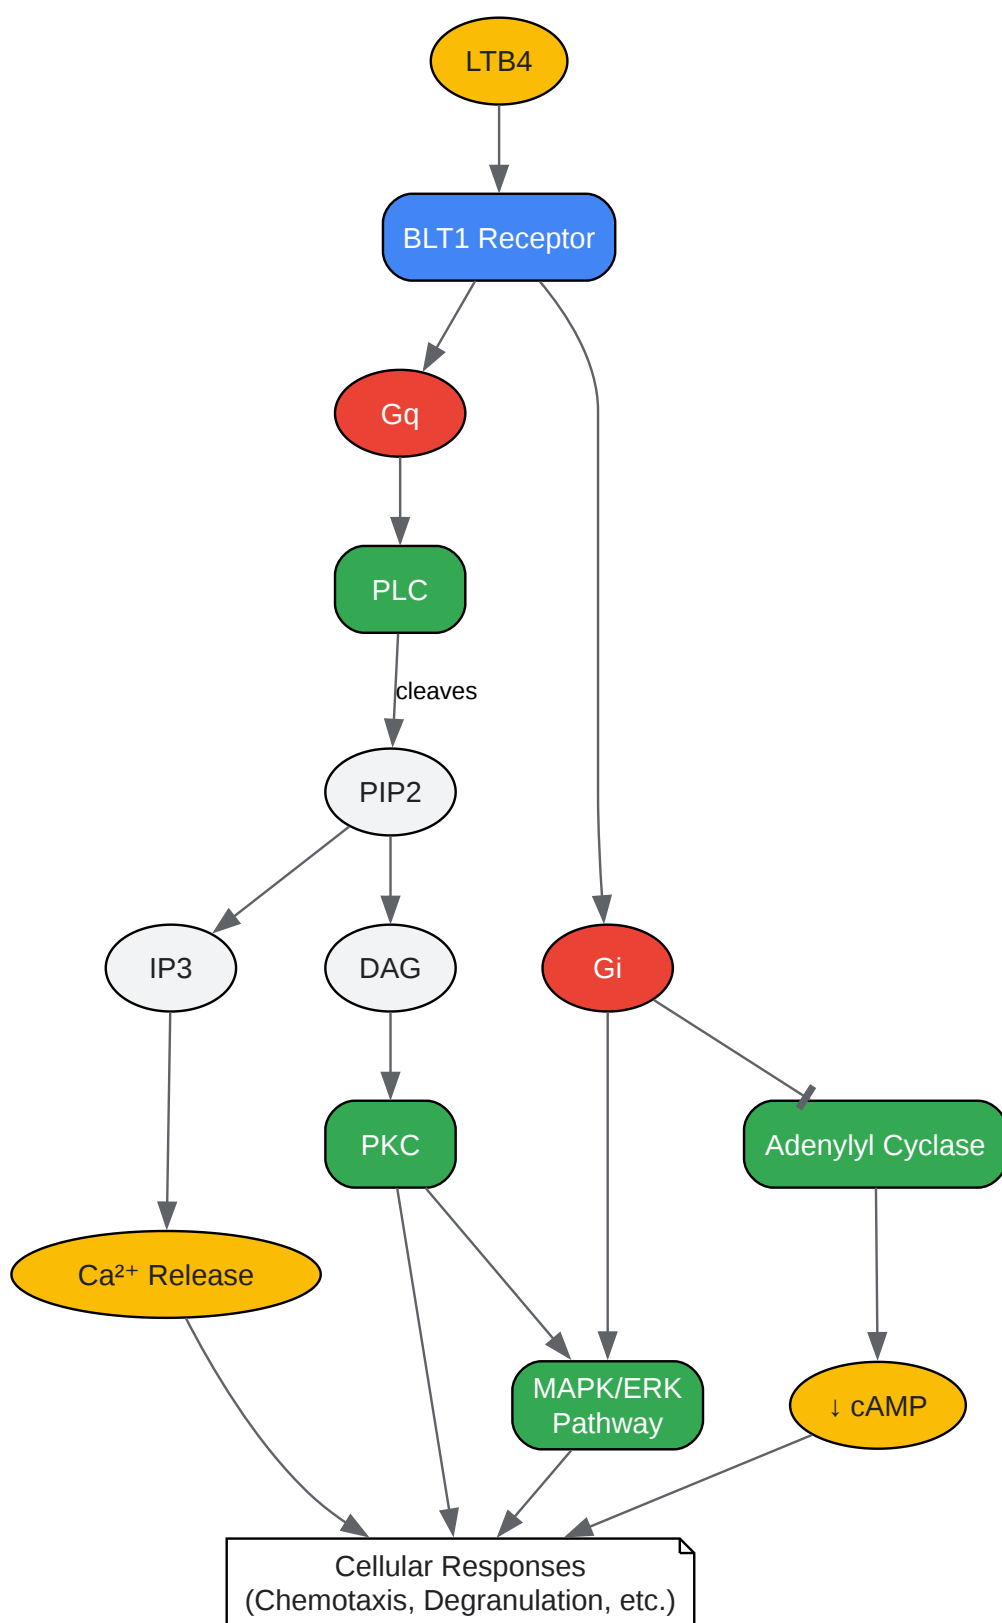 LTB4
BLT1 Receptor
Gq
PLC
cleaves
PIP2
IP3
DAG
Gi
PKC
Adenylyl Cyclase
Ca²⁺ Release
MAPK/ERK
Pathway
↓ cAMP
Cellular Responses
(Chemotaxis, Degranulation, etc.)